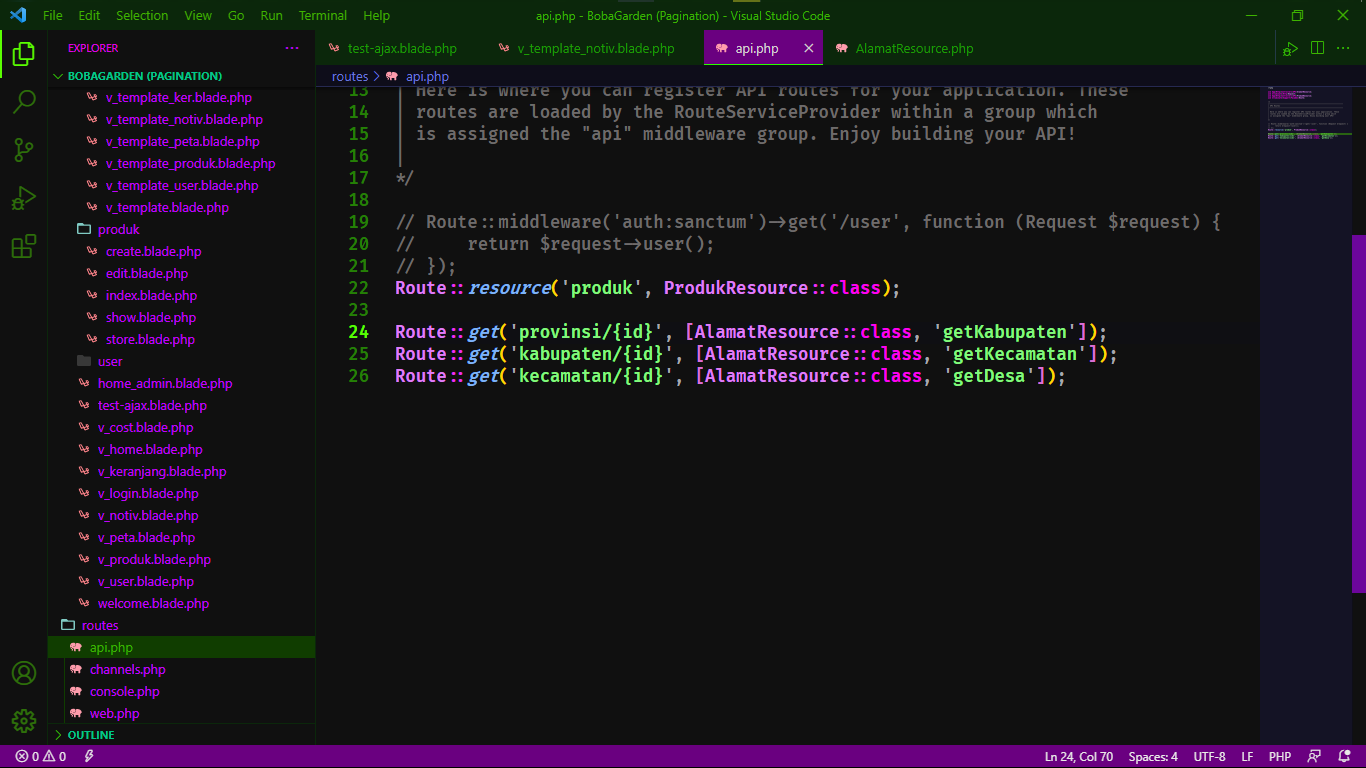 File Edit Selection View Go Run Terminal Help
api.php - BobaGarden (Pagination) - Visual Studio Code
EXPLORER
BOBAGARDEN (PAGINATION)
v_template_ker.blade.php
v_template_notiv.blade.php
v_template_peta.blade.php
v_template_produk.blade.php
v_template_user.blade.php
v_template.blade.php
produk
create.blade.php
edit.blade.php
index.blade.php
show.blade.php
store.blade.php
user
home_admin.blade.php
test-ajax.blade.php
v_cost.blade.php
v_home.blade.php
v_keranjang.blade.php
v_login.blade.php
v_notiv.blade.php
v_peta.blade.php
v_produk.blade.php
v_user.blade.php
welcome.blade.php
routes
api.php
channels.php
console.php
web.php
OUTLINE
test-ajax.blade.php v_template_notiv.blade.php api.php AlamatResource.php
routes > api.php
13 | Here is where you can register API routes for your application. These
14 | routes are loaded by the RouteServiceProvider within a group which
15 | is assigned the "api" middleware group. Enjoy building your API!
16 |
17 */
18
19 // Route::middleware('auth:sanctum')->get('/user', function (Request $request) {
20 //     return $request->user();
21 // });
22 Route::resource('produk', ProdukResource::class);
23
24 Route::get('provinsi/{id}', [AlamatResource::class, 'getKabupaten']);
25 Route::get('kabupaten/{id}', [AlamatResource::class, 'getKecamatan']);
26 Route::get('kecamatan/{id}', [AlamatResource::class, 'getDesa']);
0 0 Ln 24, Col 70 Spaces: 4 UTF-8 LF PHP